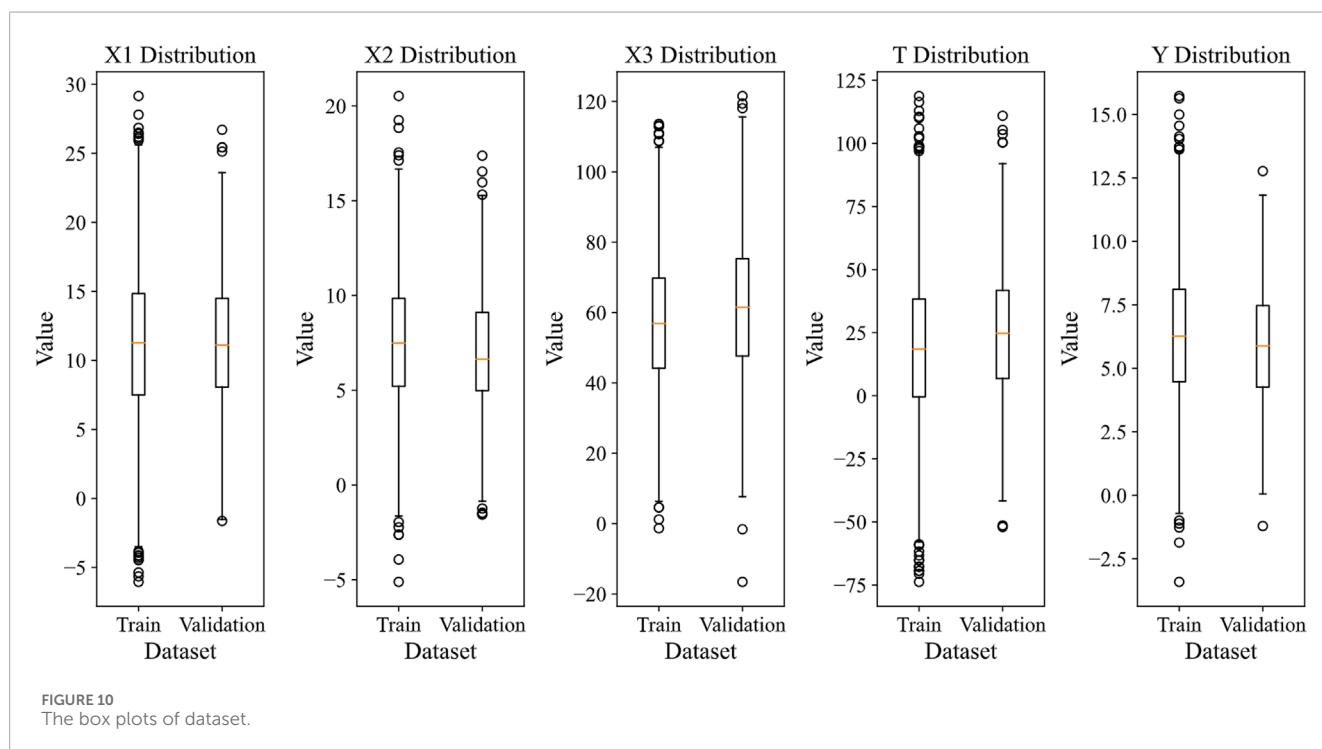 X1 Distribution
30
25
20
15
10
5
0
−5
Value
Train Validation
Dataset
X2 Distribution
20
15
10
5
0
−5
Value
Train Validation
Dataset
X3 Distribution
120
100
80
60
40
20
0
−20
Value
Train Validation
Dataset
T Distribution
125
100
75
50
25
0
−25
−50
−75
Value
Train Validation
Dataset
Y Distribution
15.0
12.5
10.0
7.5
5.0
2.5
0.0
−2.5
Value
Train Validation
Dataset
FIGURE 10
The box plots of dataset.